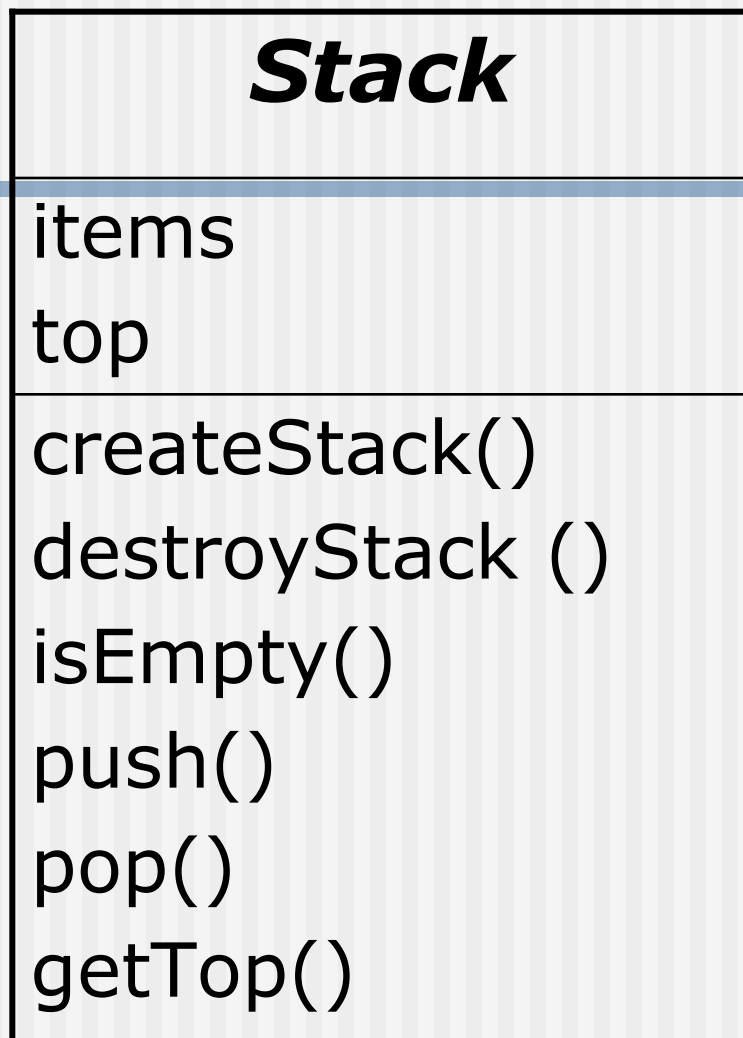 Stack
items
top
createStack()
destroyStack ()
isEmpty()
push()
pop()
getTop()